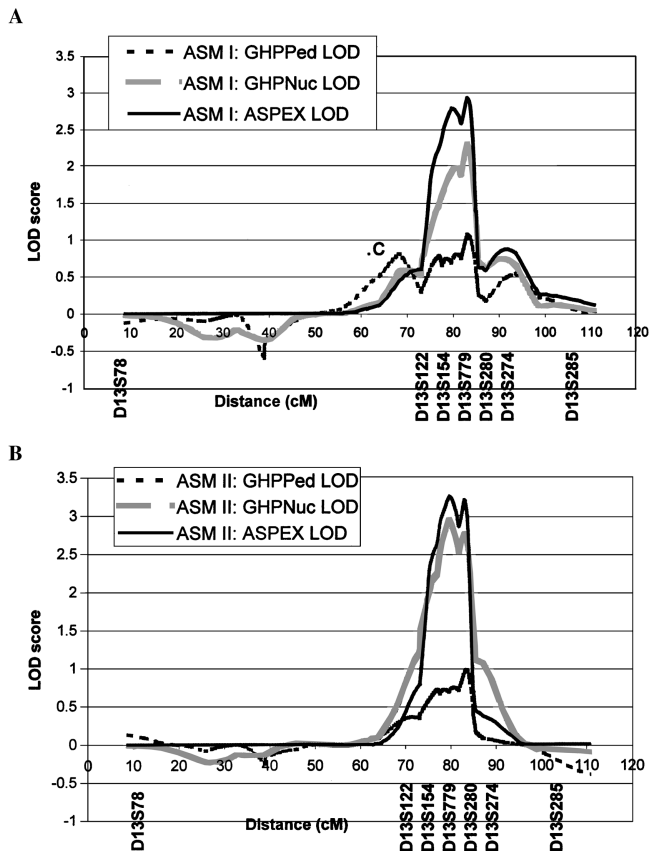 A
3.5
ASM I: GHPPed LOD
3
ASM I: GHPNuc LOD
2.5
ASM I: ASPEX LOD
2
1.5
LOD score
1
.C
0.5
0
0 10 20 30 40 50 60 70 80 90 100 110 120
-0.5
-1
D13S78
Distance (cM)
D13S122
D13S154
D13S779
D13S280
D13S274
D13S285
B
3.5
ASM II: GHPPed LOD
3
ASM II: GHPNuc LOD
2.5
ASM II: ASPEX LOD
2
1.5
LOD score
1
0.5
0
0 10 20 30 40 50 60 70 80 90 100 110 120
-0.5
-1
D13S78
Distance (cM)
D13S122
D13S154
D13S779
D13S280
D13S274
D13S285